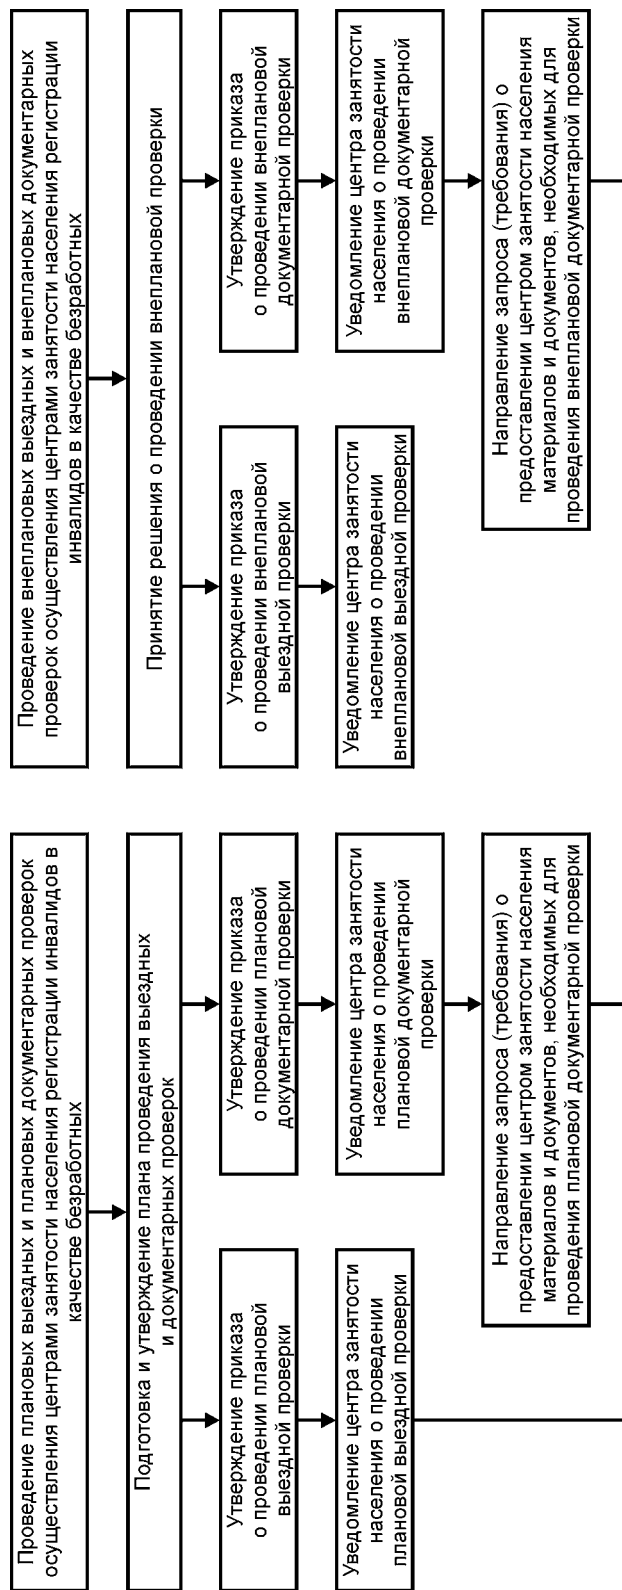 Проведение плановых выездных и плановых документарных проверок
осуществления центрами занятости населения регистрации инвалидов в
качестве безработных
Подготовка и утверждение плана проведения выездных
и документарных проверок
Утверждение приказа
о проведении плановой
выездной проверки
Утверждение приказа
о проведении плановой
документарной проверки
Уведомление центра занятости
населения о проведении
плановой выездной проверки
Уведомление центра занятости
населения о проведении
плановой документарной
проверки
Направление запроса (требования) о
предоставлении центром занятости населения
материалов и документов, необходимых для
проведения плановой документарной проверки
Проведение внеплановых выездных и внеплановых документарных
проверок осуществления центрами занятости населения регистрации
инвалидов в качестве безработных
Принятие решения о проведении внеплановой проверки
Утверждение приказа
о проведении внеплановой
выездной проверки
Утверждение приказа
о проведении внеплановой
документарной проверки
Уведомление центра занятости
населения о проведении
внеплановой выездной проверки
Уведомление центра занятости
населения о проведении
внеплановой документарной
проверки
Направление запроса (требования) о
предоставлении центром занятости населения
материалов и документов, необходимых для
проведения внеплановой документарной проверки